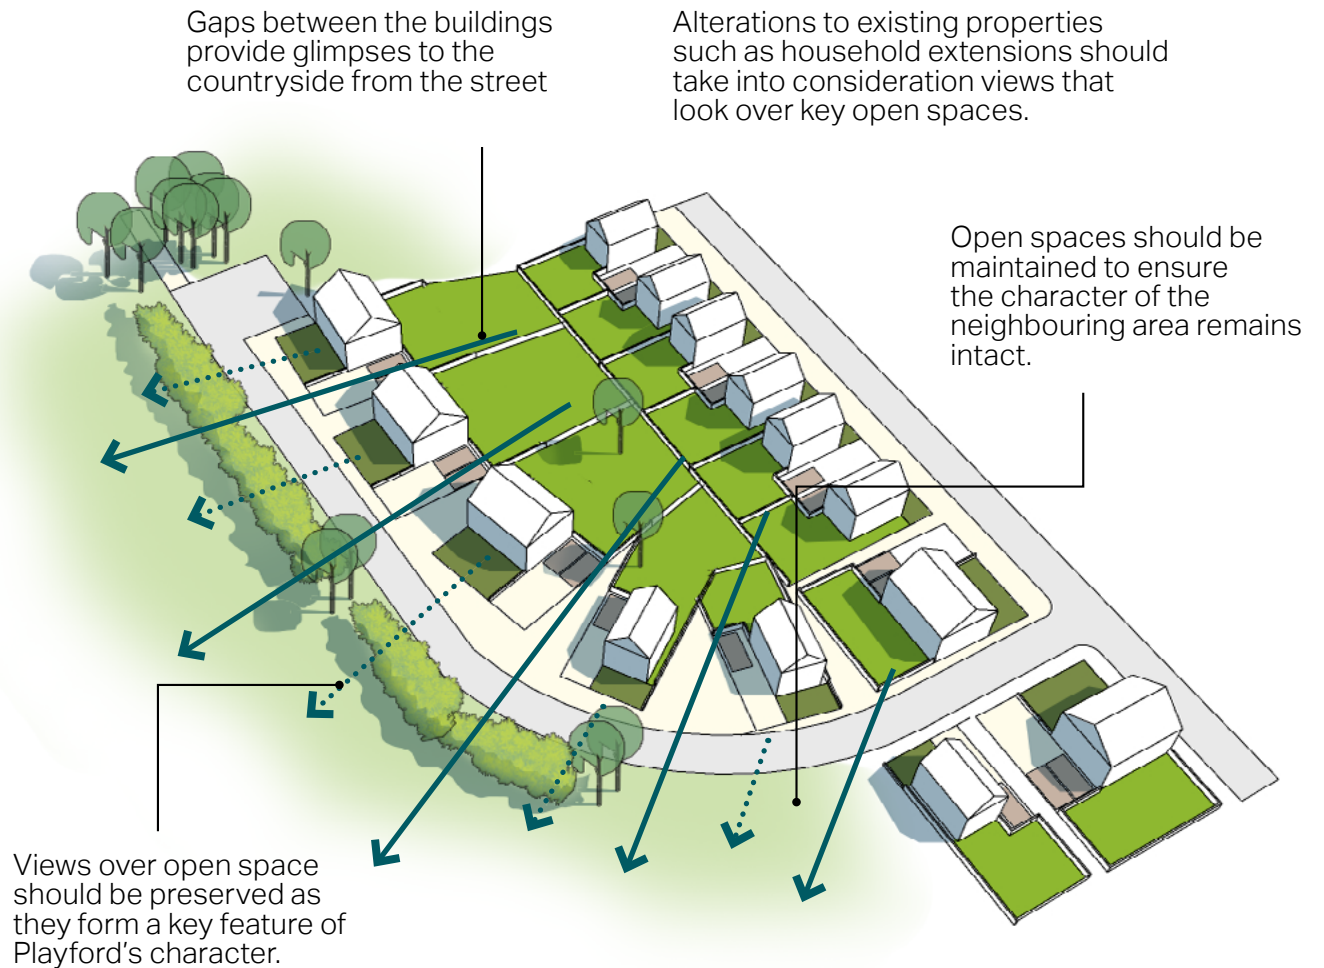 Gaps between the buildings
provide glimpses to the
countryside from the street
Alterations to existing properties
such as household extensions should
take into consideration views that
look over key open spaces.
Open spaces should be
maintained to ensure
the character of the
neighbouring area remains
intact.
Views over open space
should be preserved as
they form a key feature of
Playford’s character.